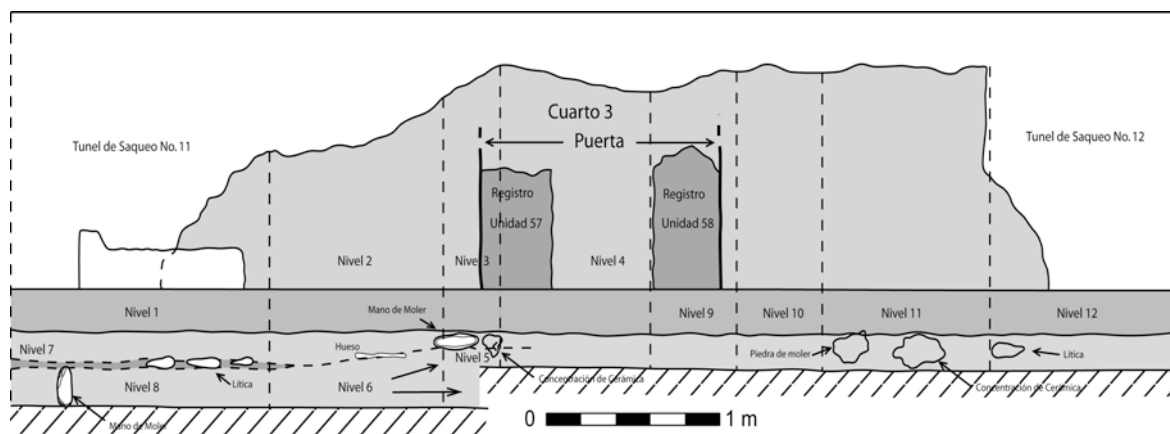 Cuarto 3
Puerta
Tunel de Saqueo No. 11
Tunel de Saqueo No. 12
Registro
Unidad 57
Registro
Unidad 58
Nivel 2
Nivel 3
Nivel 4
Nivel 1
Mano de Moler
Nivel 9
Nivel 10
Nivel 11
Nivel 12
Nivel 7
Hueso
Nivel 5
Piedra de moler
Lítica
Nivel 8
Lítica
Nivel 6
Concentración de Cerámica
Concentración de Cerámica
Mano de Moler
0 1 m